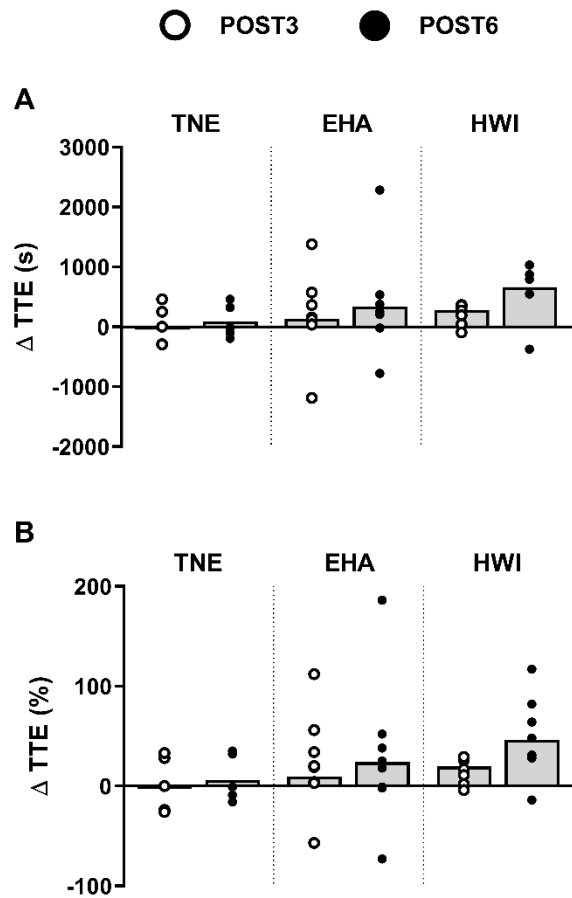 POST3 POST6
A
TNE EHA HWI
3000
2000
1000
0
-1000
-2000
Δ TTE (s)
B
TNE EHA HWI
200
100
0
-100
Δ TTE (%)